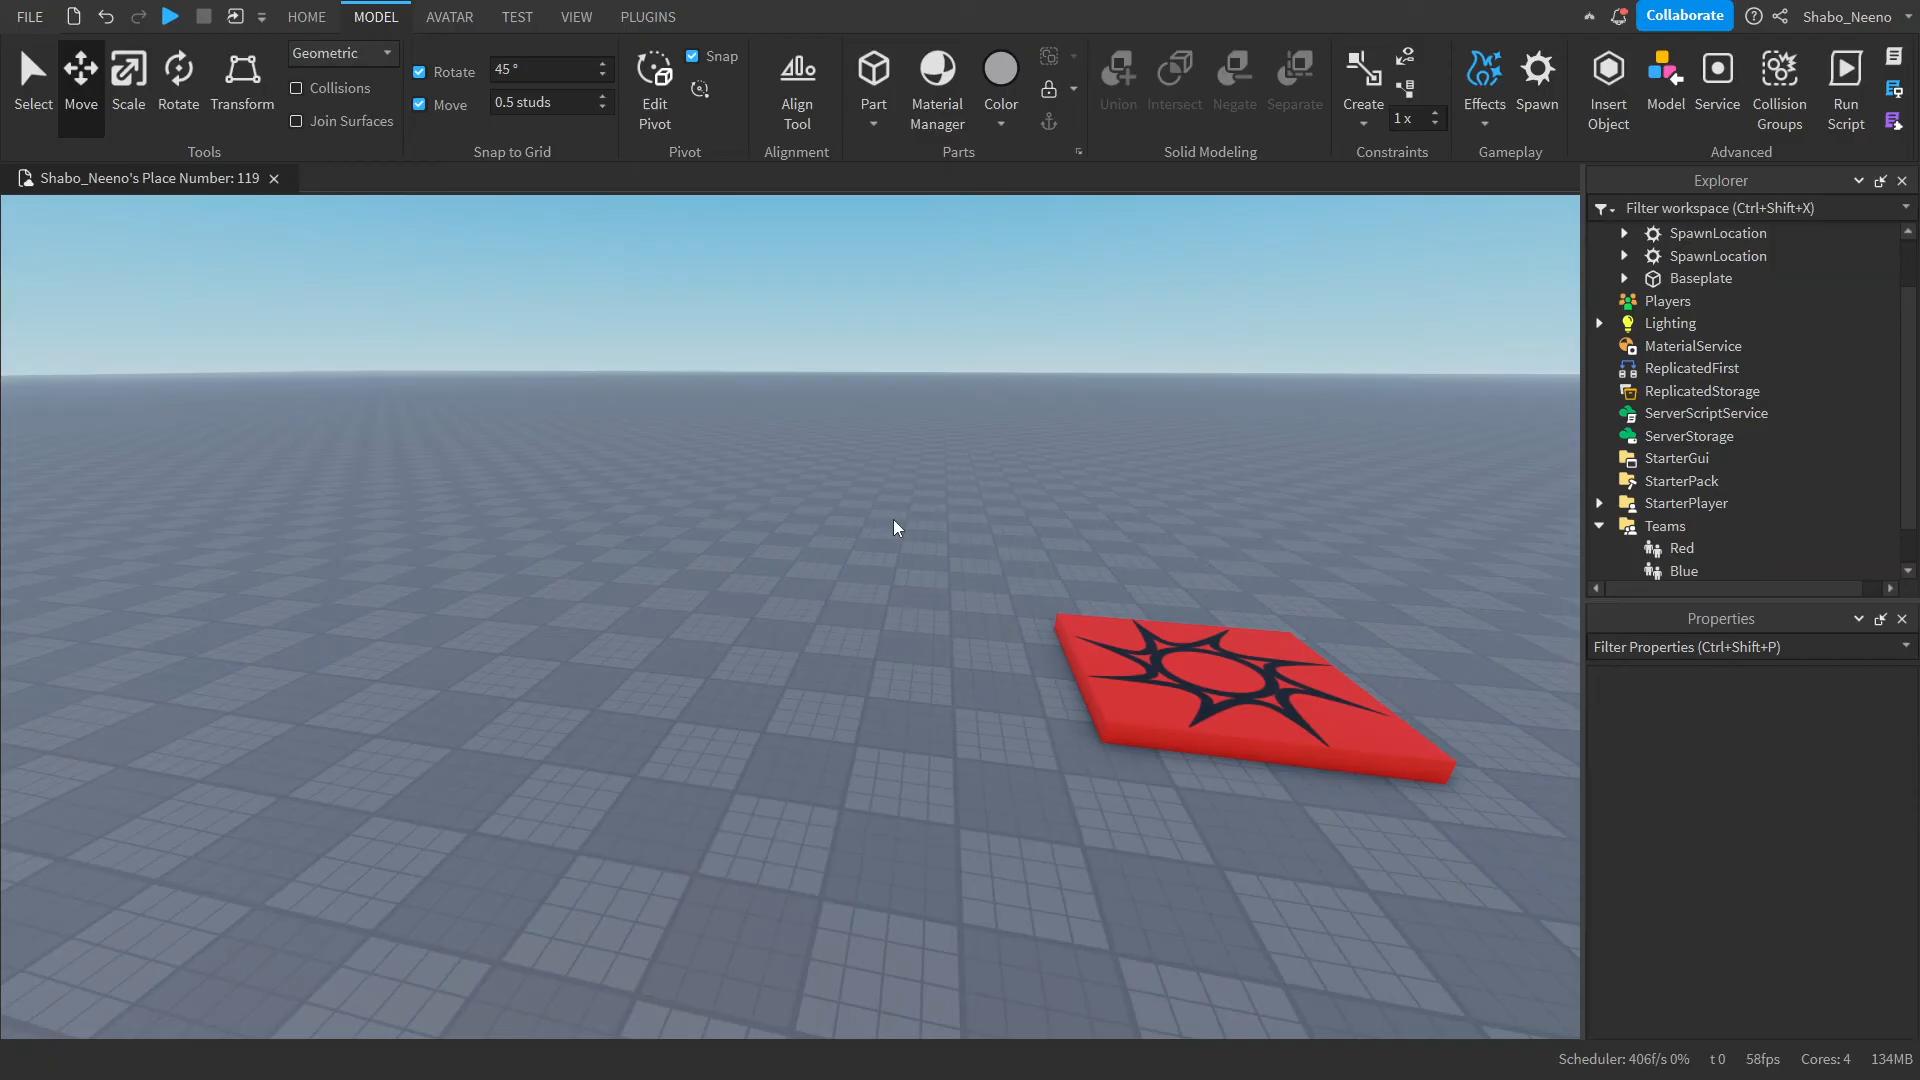 FILE HOME MODEL AVATAR TEST VIEW PLUGINS Collaborate Shabo_Neeno
Select Move Scale Rotate Transform
Geometric
Collisions
Join Surfaces
Tools
Rotate 45 °
Move 0.5 studs
Snap to Grid
Edit Pivot
Snap
Pivot
Align Tool
Alignment
Part Material Manager Color
Parts
Union Intersect Negate Separate
Solid Modeling
Create 1 x
Constraints
Effects Spawn
Gameplay
Insert Object Model Service Collision Groups Run Script
Advanced
Shabo_Neeno's Place Number: 119
Explorer
Filter workspace (Ctrl+Shift+X)
SpawnLocation
SpawnLocation
Baseplate
Players
Lighting
MaterialService
ReplicatedFirst
ReplicatedStorage
ServerScriptService
ServerStorage
StarterGui
StarterPack
StarterPlayer
Teams
Red
Blue
Properties
Filter Properties (Ctrl+Shift+P)
Scheduler: 406f/s 0% t 0 58fps Cores: 4 134MB